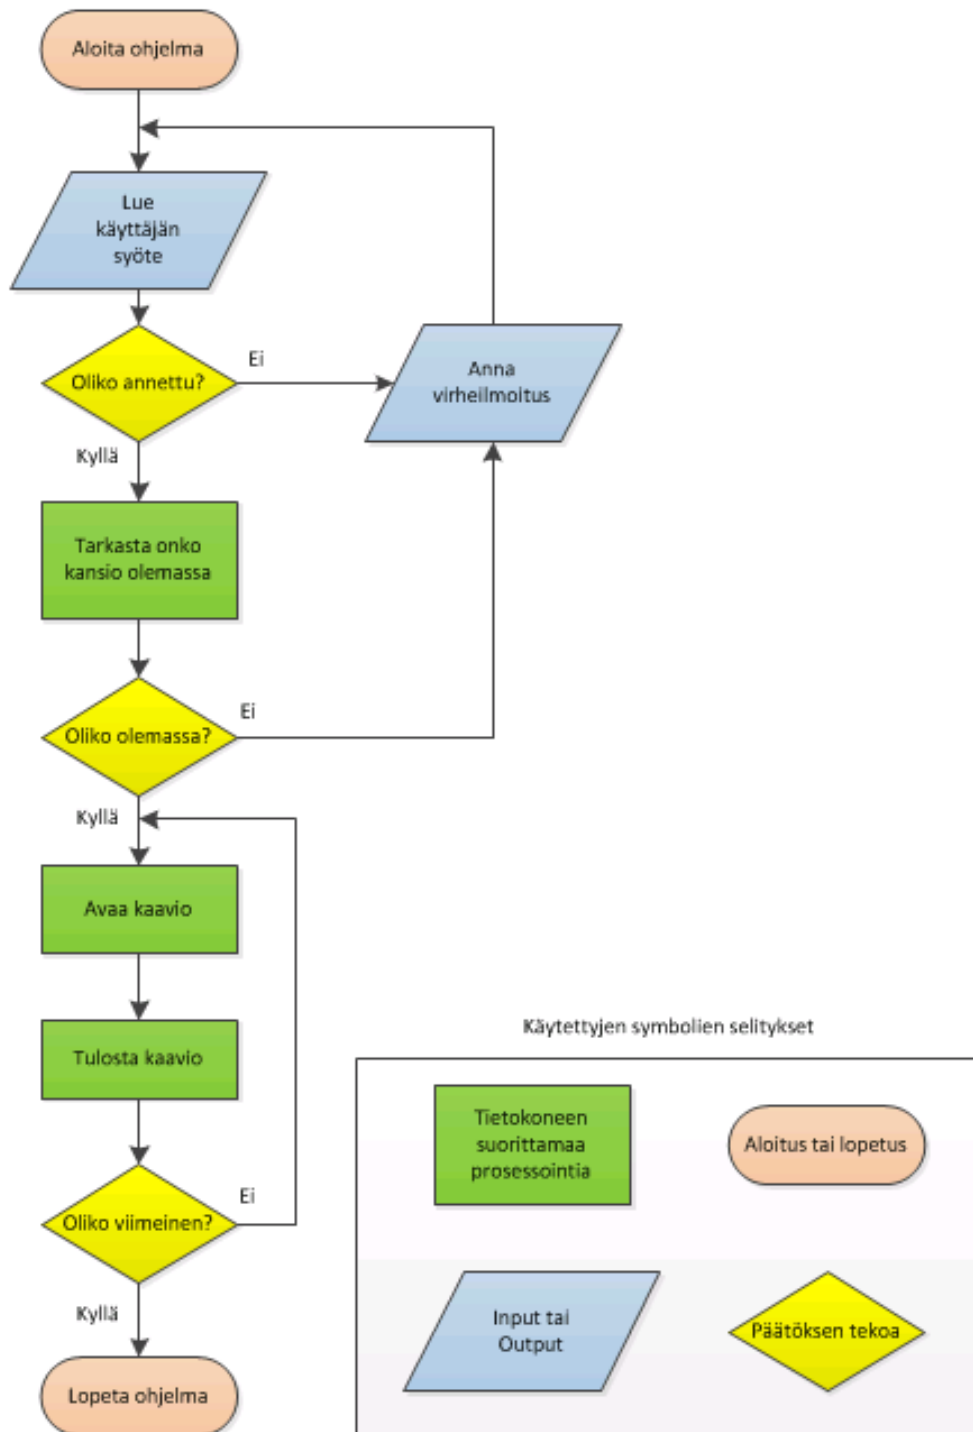 Aloita ohjelma
Lue
käyttäjän
syöte
Oliko annettu?
Ei
Anna
virheilmoitus
Kyllä
Tarkasta onko
kansio olemassa
Oliko olemassa?
Ei
Kyllä
Avaa kaavio
Tulosta kaavio
Oliko viimeinen?
Ei
Kyllä
Lopeta ohjelma
Käytettyjen symbolien selitykset
Tietokoneen
suorittamaa
prosessointia
Aloitus tai lopetus
Input tai
Output
Päätöksen tekoa